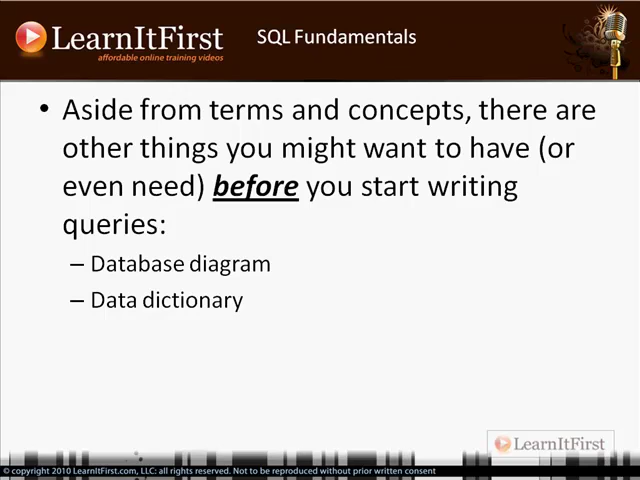 LearnItFirst
affordable online training videos
SQL Fundamentals
• Aside from terms and concepts, there are
other things you might want to have (or
even need) before you start writing
queries:
– Database diagram
– Data dictionary
LearnItFirst
© copyright 2010 LearnItFirst.com, LLC: all rights reserved. Not to be reproduced without prior written consent